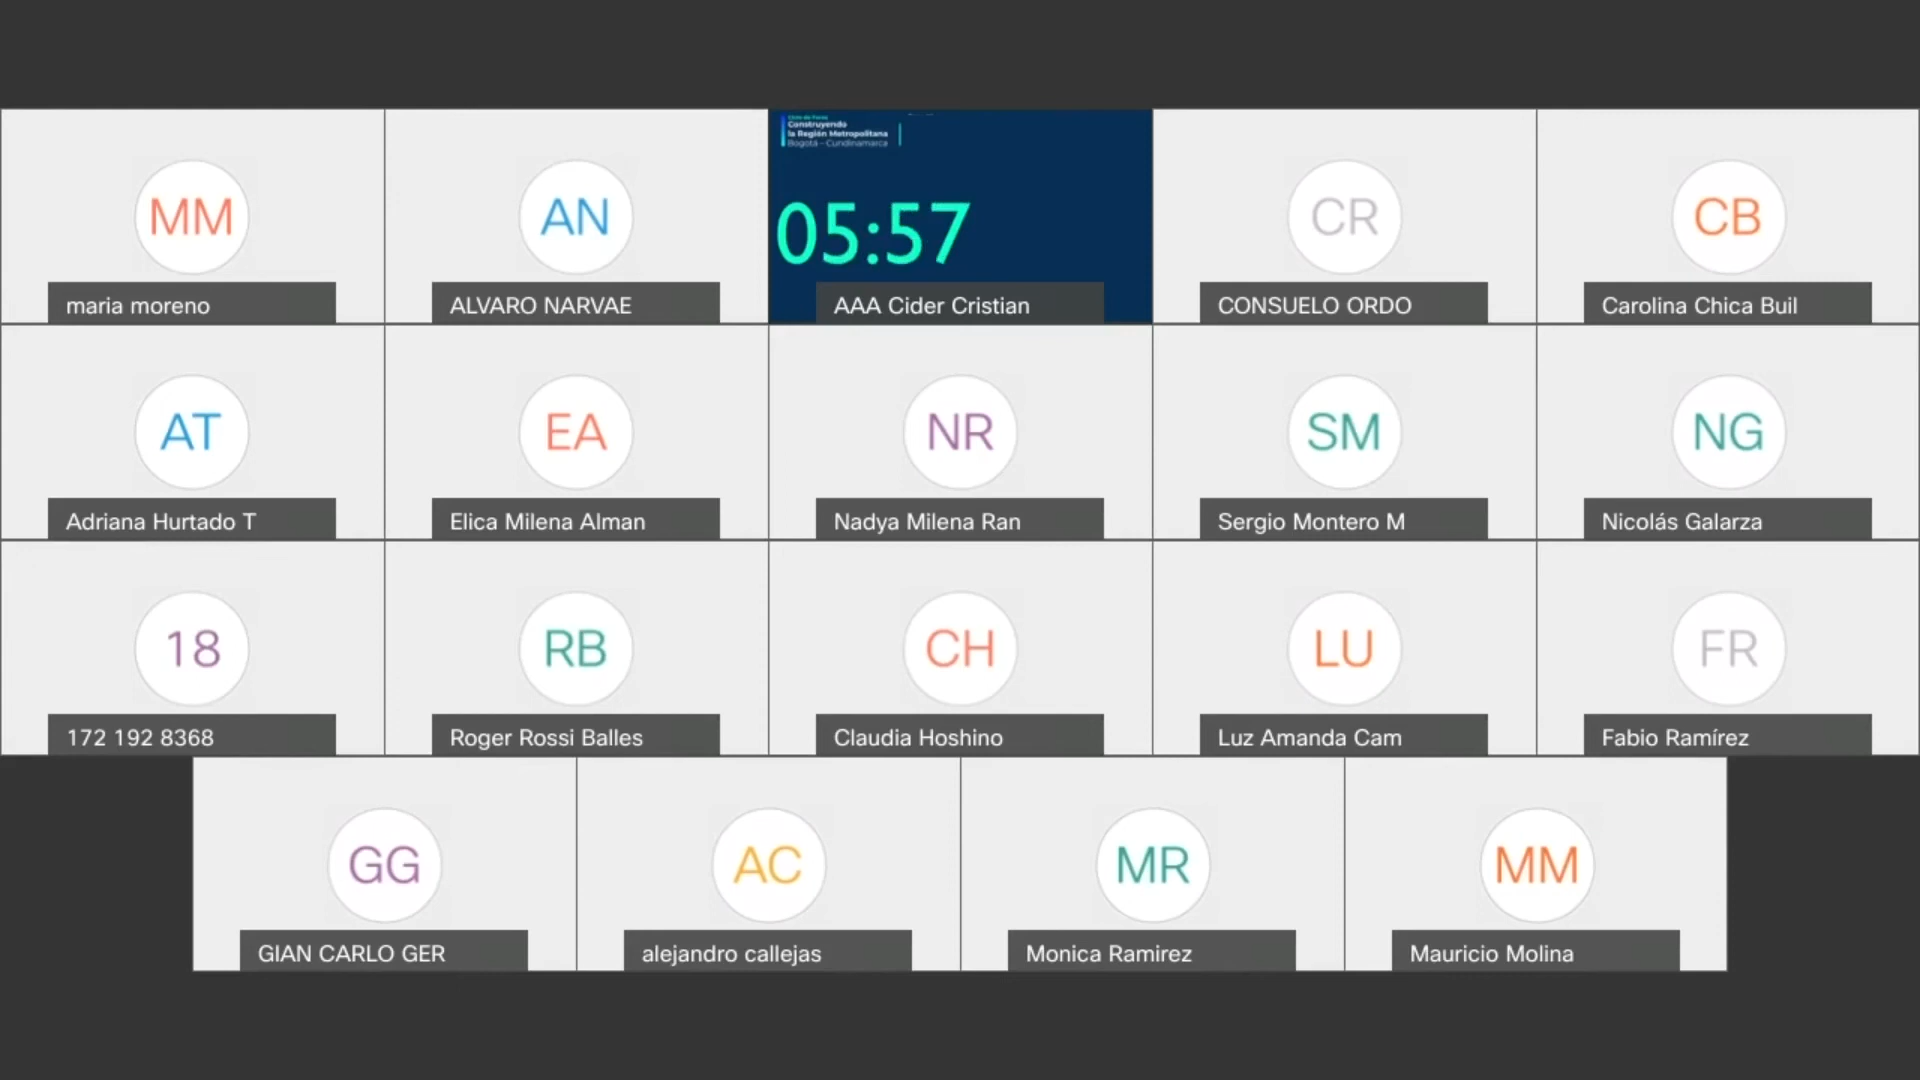 MM
maria moreno
AN
ALVARO NARVAE
Ciclo de Foros
Construyendo
la Región Metropolitana
Bogotá - Cundinamarca
05:57
AAA Cider Cristian
CR
CONSUELO ORDO
CB
Carolina Chica Buil
AT
Adriana Hurtado T
EA
Elica Milena Alman
NR
Nadya Milena Ran
SM
Sergio Montero M
NG
Nicolás Galarza
18
172 192 8368
RB
Roger Rossi Balles
CH
Claudia Hoshino
LU
Luz Amanda Cam
FR
Fabio Ramírez
GG
GIAN CARLO GER
AC
alejandro callejas
MR
Monica Ramirez
MM
Mauricio Molina